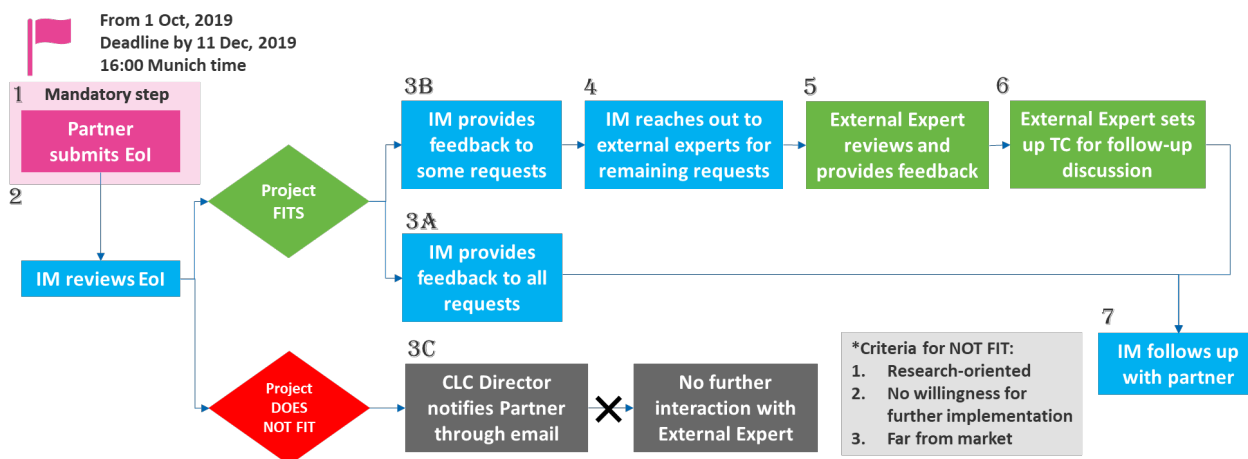 From 1 Oct, 2019
Deadline by 11 Dec, 2019
16:00 Munich time
1
Mandatory step
Partner
submits EoI
2
IM reviews EoI
Project
FITS
3B
IM provides
feedback to
some requests
4
IM reaches out to
external experts for
remaining requests
5
External Expert
reviews and
provides feedback
6
External Expert sets
up TC for follow-up
discussion
3A
IM provides
feedback to all
requests
7
IM follows up
with partner
Project
DOES
NOT FIT
3C
CLC Director
notifies Partner
through email
No further
interaction with
External Expert
*Criteria for NOT FIT:
1. Research-oriented
2. No willingness for
further implementation
3. Far from market